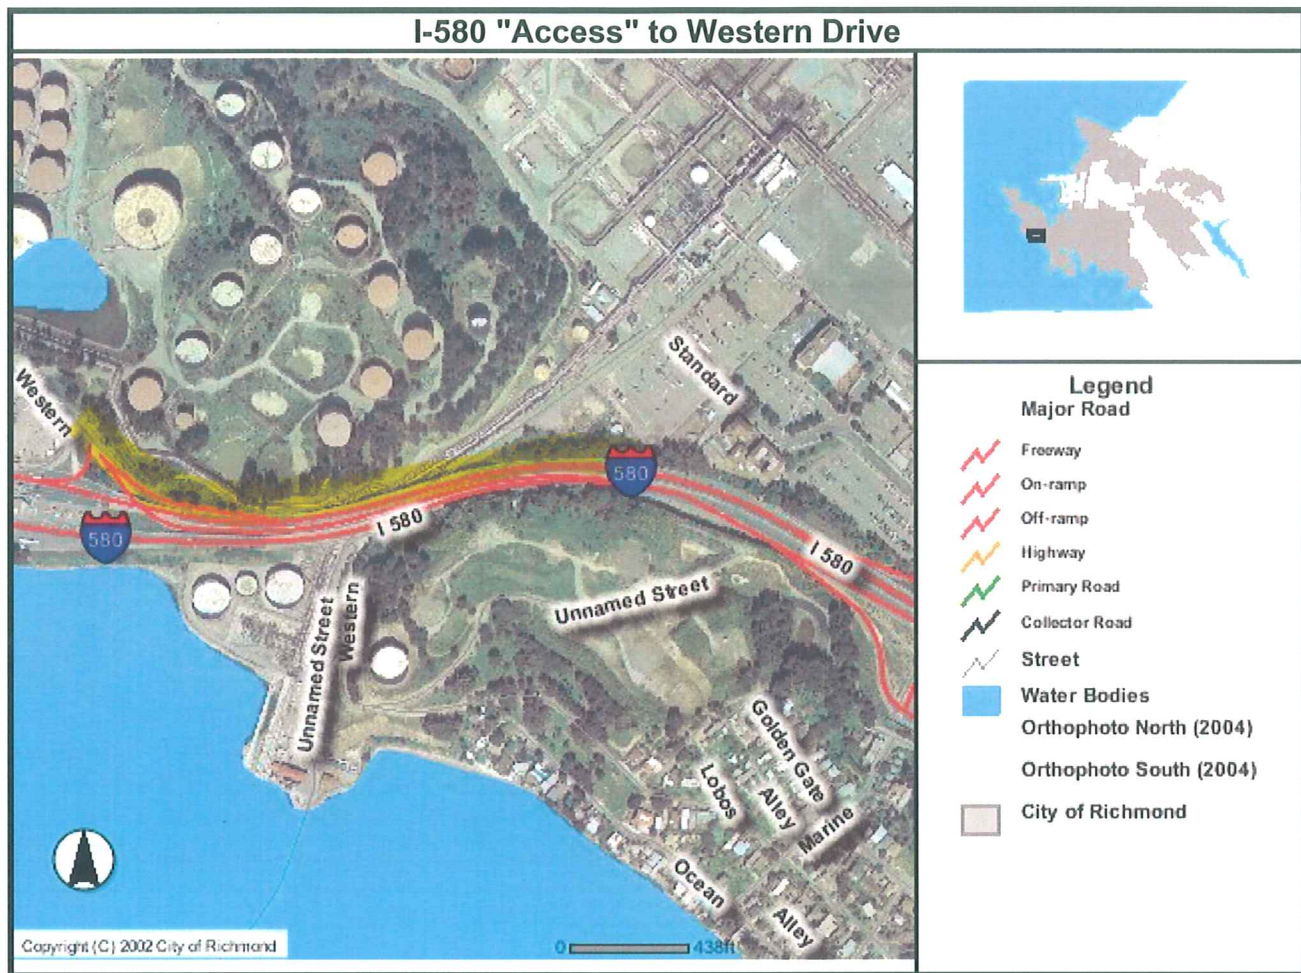 I-580 "Access" to Western Drive
Western
Standard
580
580
I 580
I 580
Unnamed Street
Western
Unnamed Street
Golden Gate
Lobos
Alley
Marine
Ocean
Alley
Copyright (C) 2002 City of Richmond
0 438ft
Legend
Major Road
Freeway
On-ramp
Off-ramp
Highway
Primary Road
Collector Road
Street
Water Bodies
Orthophoto North (2004)
Orthophoto South (2004)
City of Richmond